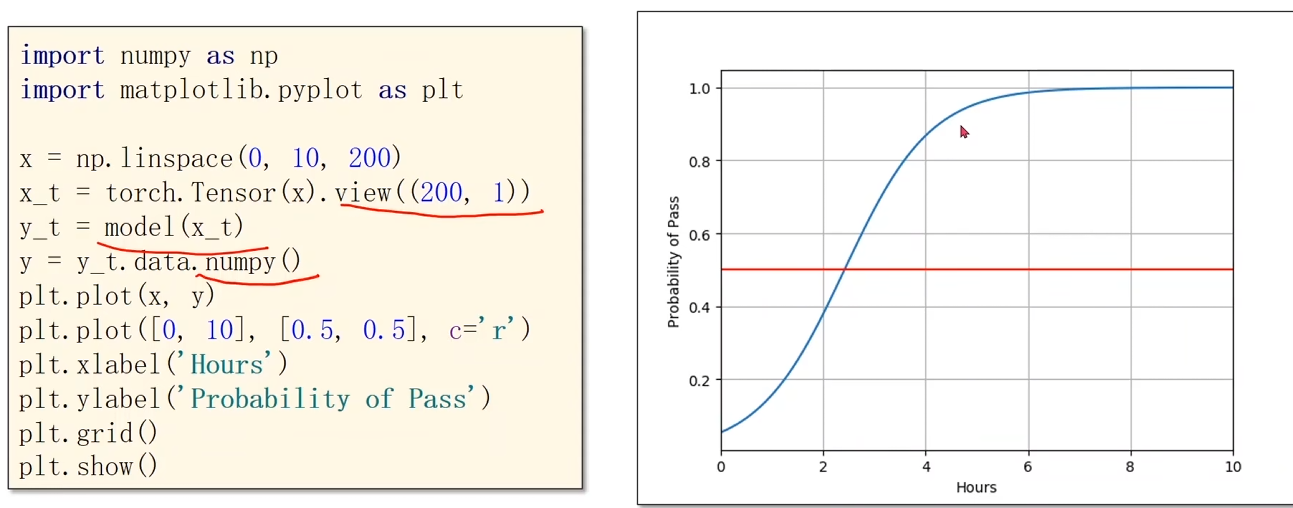 import numpy as np
import matplotlib.pyplot as plt
x = np.linspace(0, 10, 200)
x_t = torch.Tensor(x).view((200, 1))
y_t = model(x_t)
y = y_t.data.numpy()
plt.plot(x, y)
plt.plot([0, 10], [0.5, 0.5], c='r')
plt.xlabel('Hours')
plt.ylabel('Probability of Pass')
plt.grid()
plt.show()
Probability of Pass
1.0
0.8
0.6
0.4
0.2
0 2 4 6 8 10
Hours